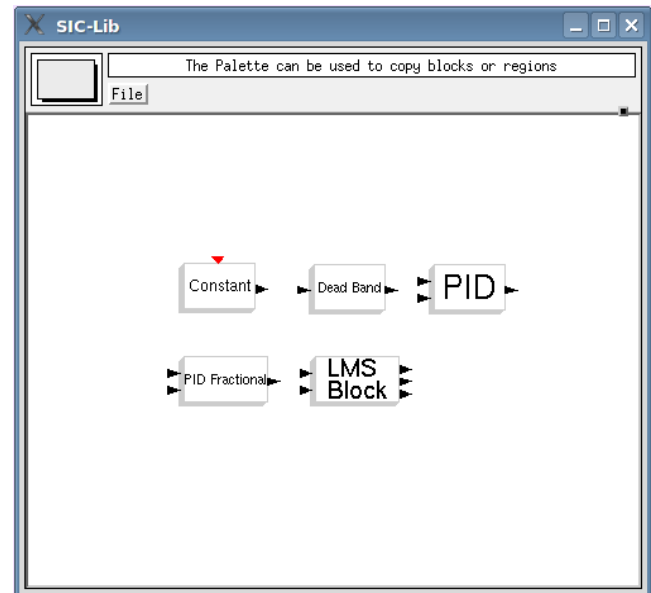 SIC-Lib
The Palette can be used to copy blocks or regions
File
Constant
Dead Band
PID
PID Fractional
LMS
Block